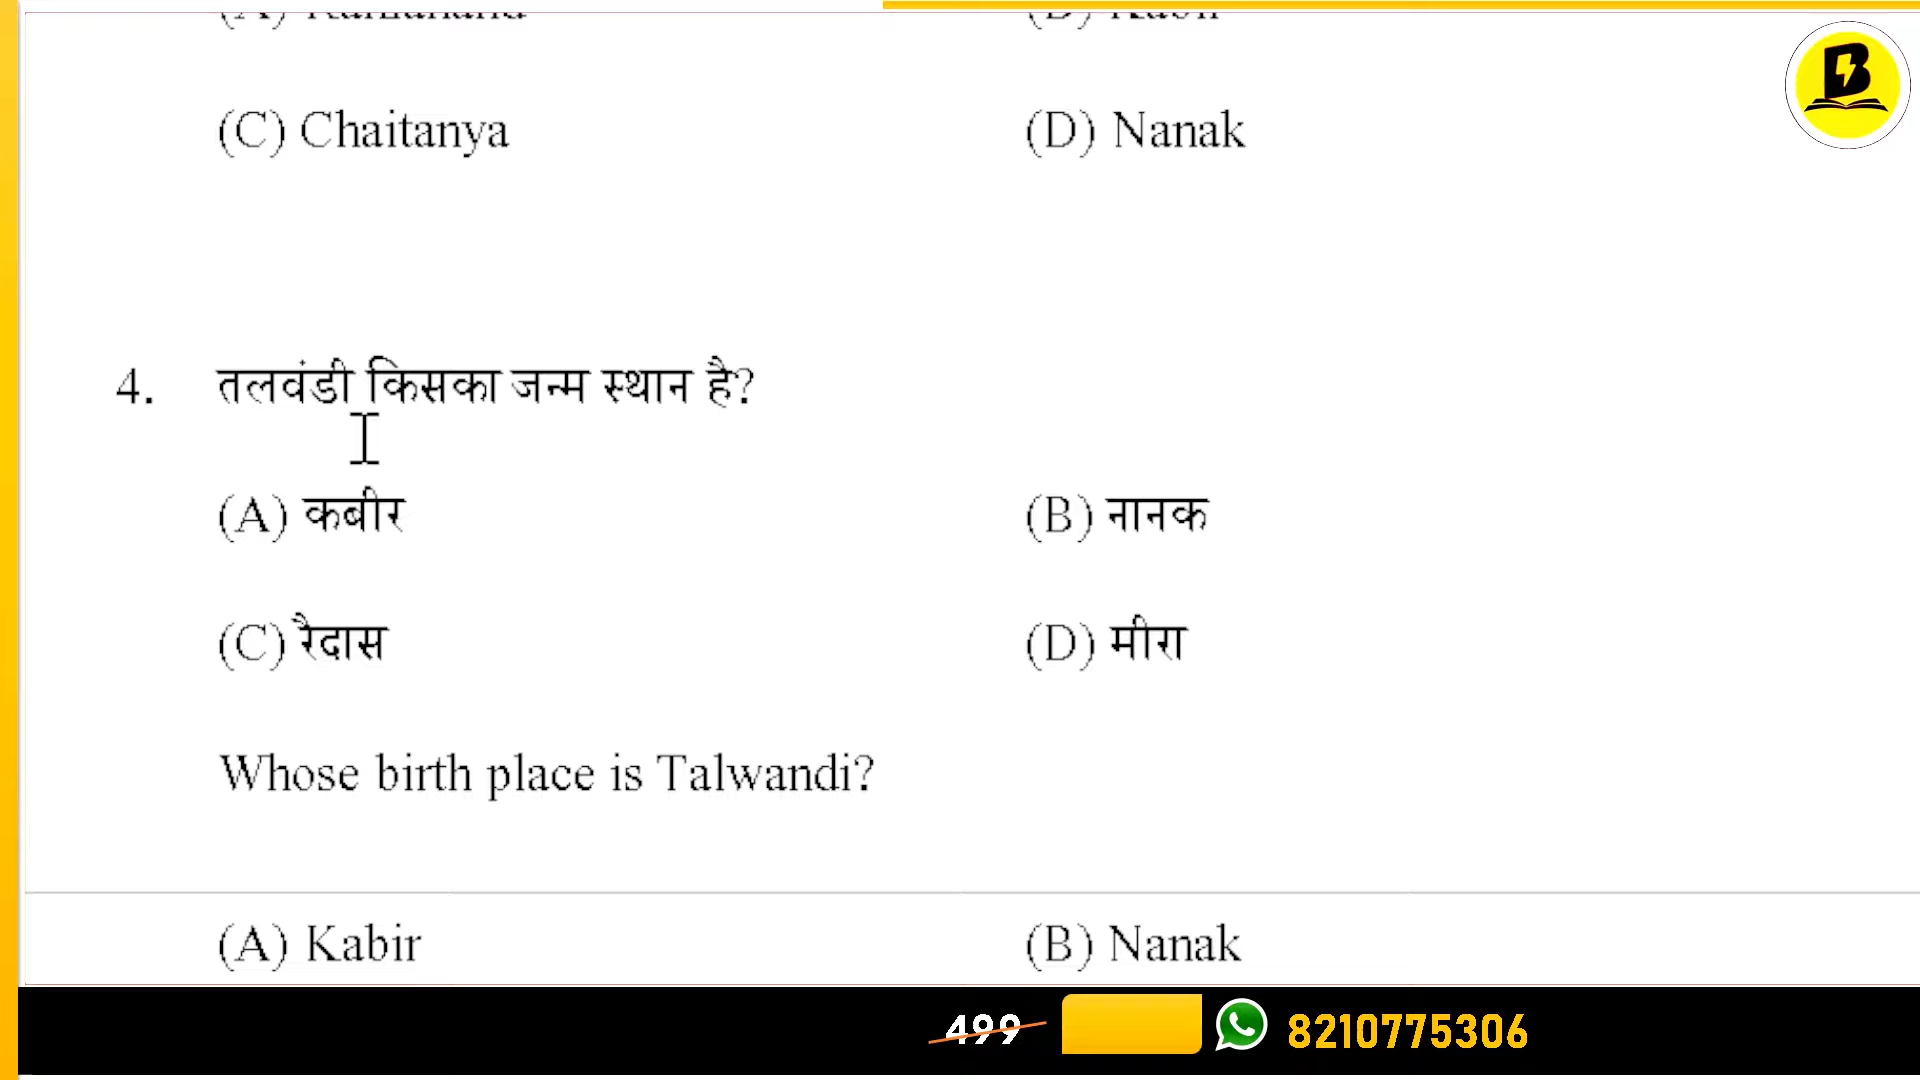 (C) Chaitanya (D) Nanak
4. तलवंडी किसका जन्म स्थान है?
(A) कबीर (B) नानक
(C) रैदास (D) मीरा
Whose birth place is Talwandi?
(A) Kabir (B) Nanak
499 8210775306